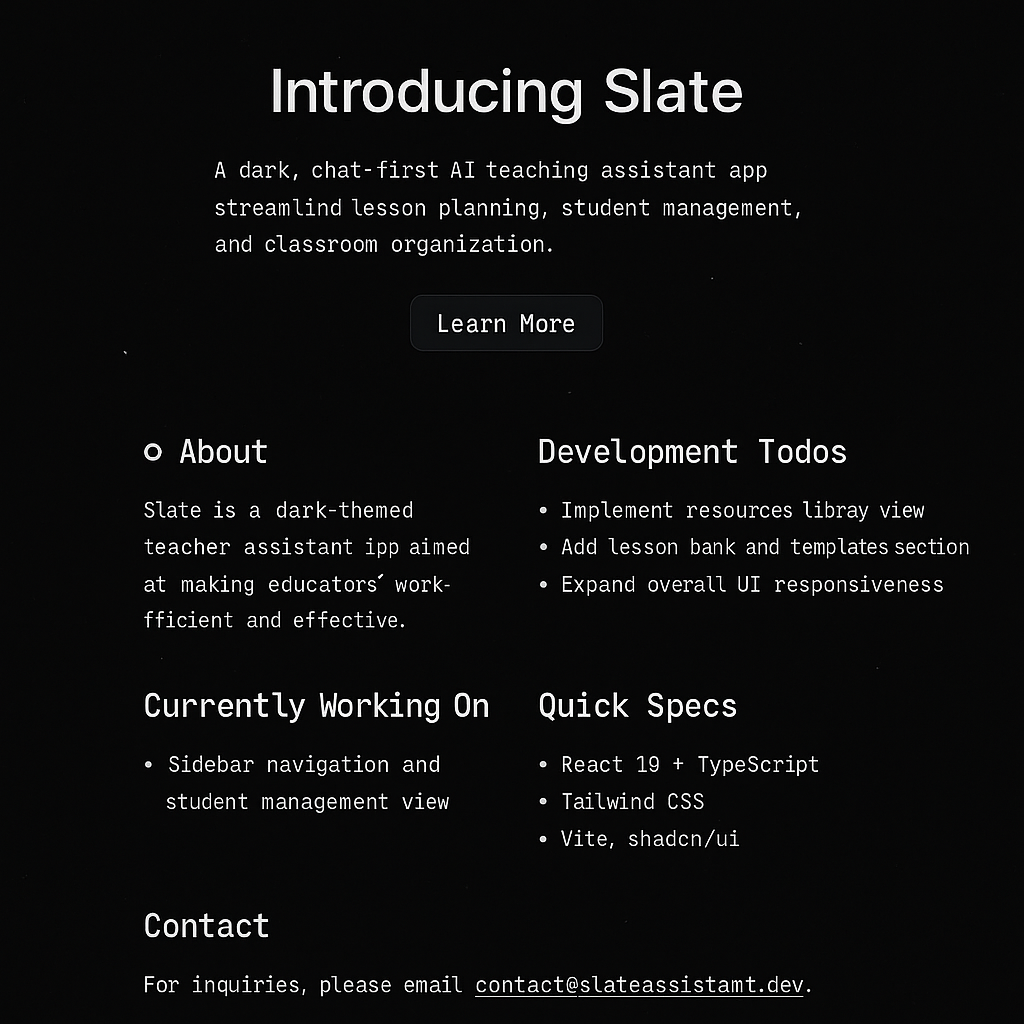 Introducing Slate
A dark, chat-first AI teaching assistant app
streamlind lesson planning, student management,
and classroom organization.
Learn More
About
Slate is a dark-themed
teacher assistant ipp aimed
at making educators´ work-
fficient and effective.
Development Todos
• Implement resources libray view
• Add lesson bank and templates section
• Expand overall UI responsiveness
Currently Working On
• Sidebar navigation and
student management view
Quick Specs
• React 19 + TypeScript
• Tailwind CSS
• Vite, shadcn/ui
Contact
For inquiries, please email contact@slateassistamt.dev.